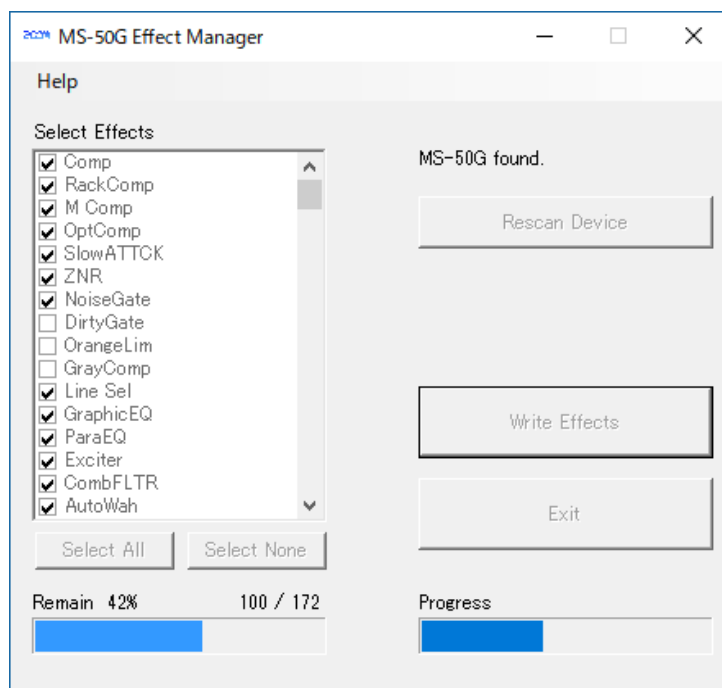 ZOOM MS-50G Effect Manager
Help
Select Effects
Comp
RackComp
M Comp
OptComp
SlowATTCK
ZNR
NoiseGate
DirtyGate
OrangeLim
GrayComp
Line Sel
GraphicEQ
ParaEQ
Exciter
CombFLTR
AutoWah
Select All Select None
Remain 42% 100 / 172
MS-50G found.
Rescan Device
Write Effects
Exit
Progress